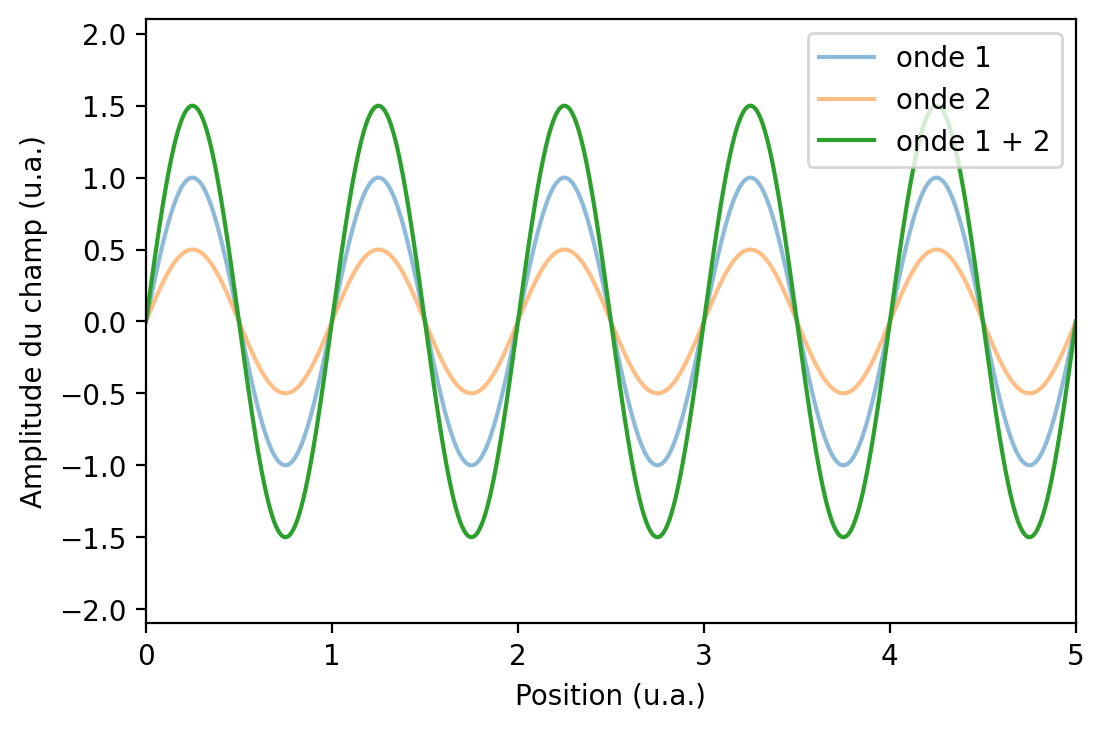 2.0
1.5
1.0
0.5
0.0
−0.5
−1.0
−1.5
−2.0
Amplitude du champ (u.a.)
onde 1
onde 2
onde 1 + 2
0 1 2 3 4 5
Position (u.a.)